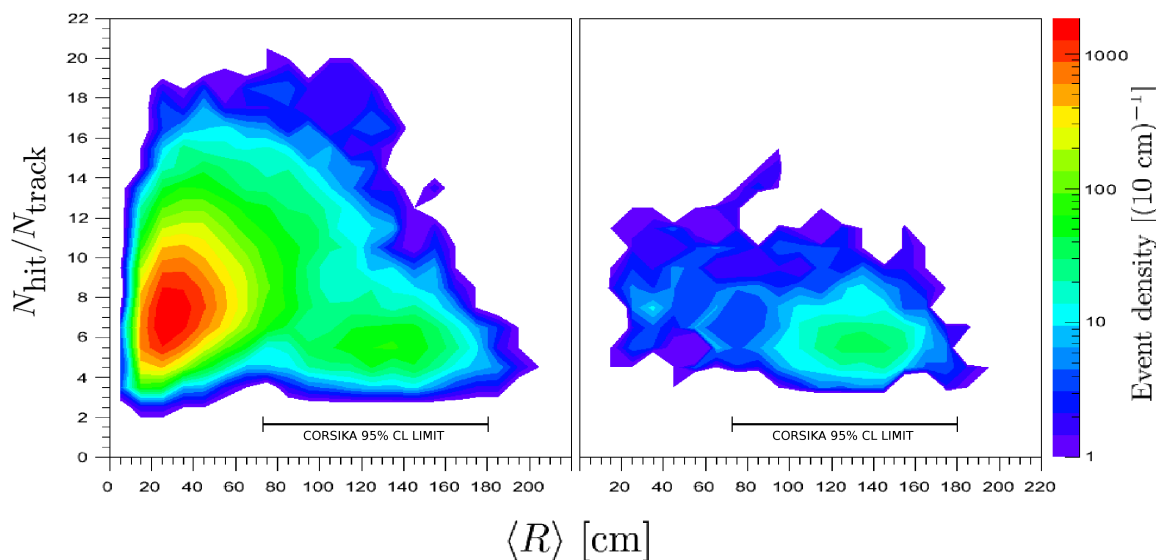 22
20
18
16
14
12
10
8
6
4
2
0
N_hit/N_track
CORSIKA 95% CL LIMIT
CORSIKA 95% CL LIMIT
0 20 40 60 80 100 120 140 160 180 200
20 40 60 80 100 120 140 160 180 200 220
⟨R⟩ [cm]
1000
100
10
1
Event density [(10 cm)⁻¹]